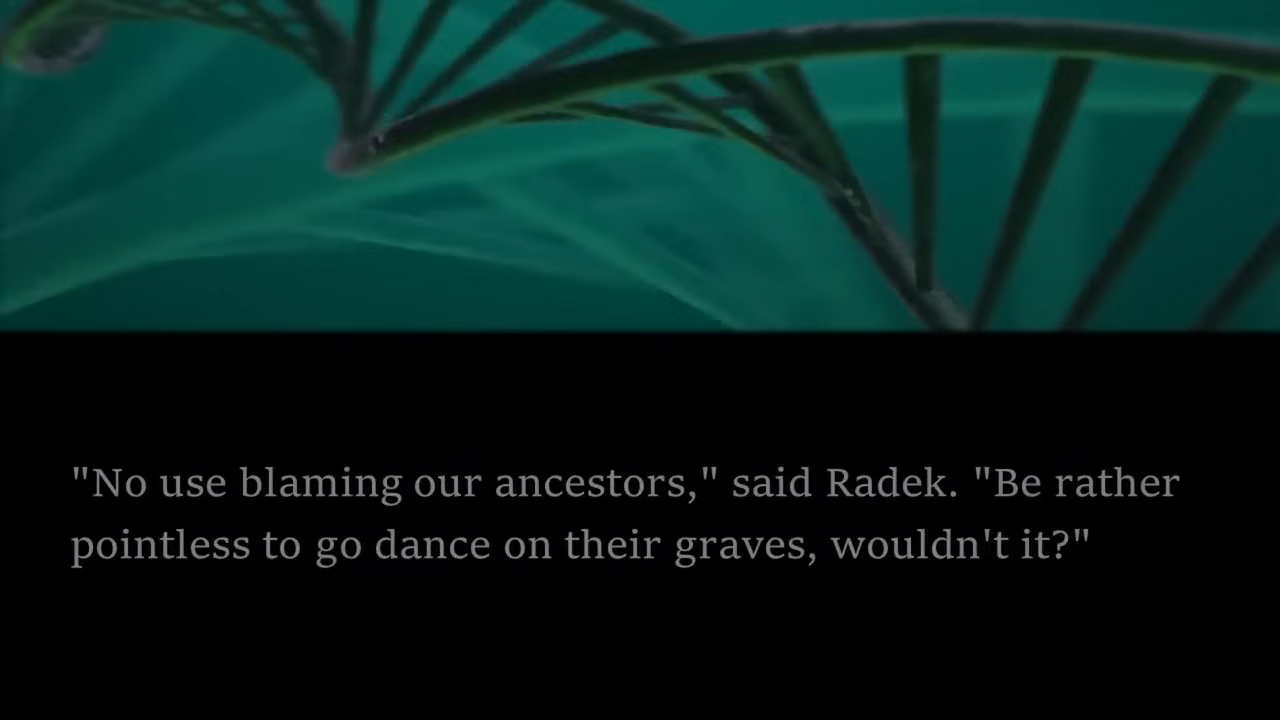 "No use blaming our ancestors," said Radek. "Be rather
pointless to go dance on their graves, wouldn't it?"